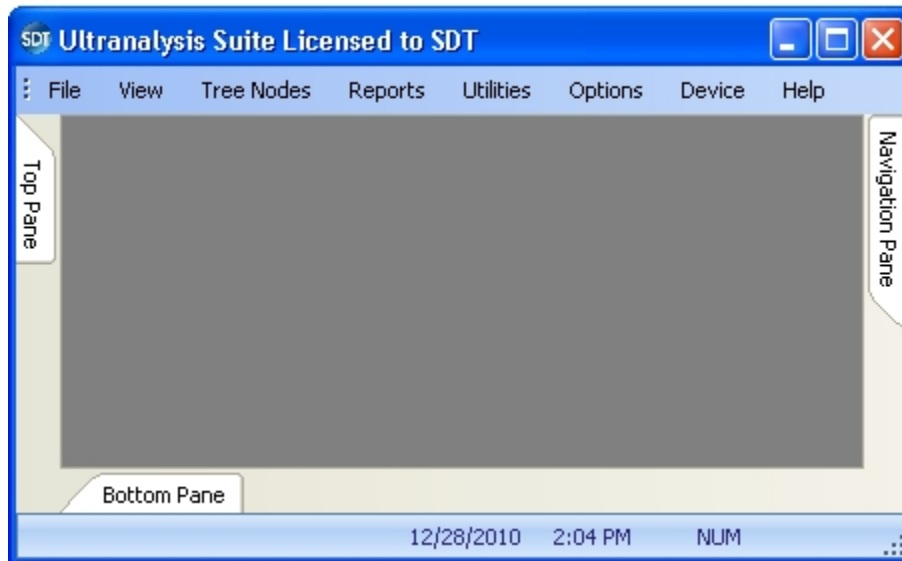 SDT Ultranalysis Suite Licensed to SDT
File View Tree Nodes Reports Utilities Options Device Help
Top Pane
Navigation Pane
Bottom Pane
12/28/2010 2:04 PM NUM